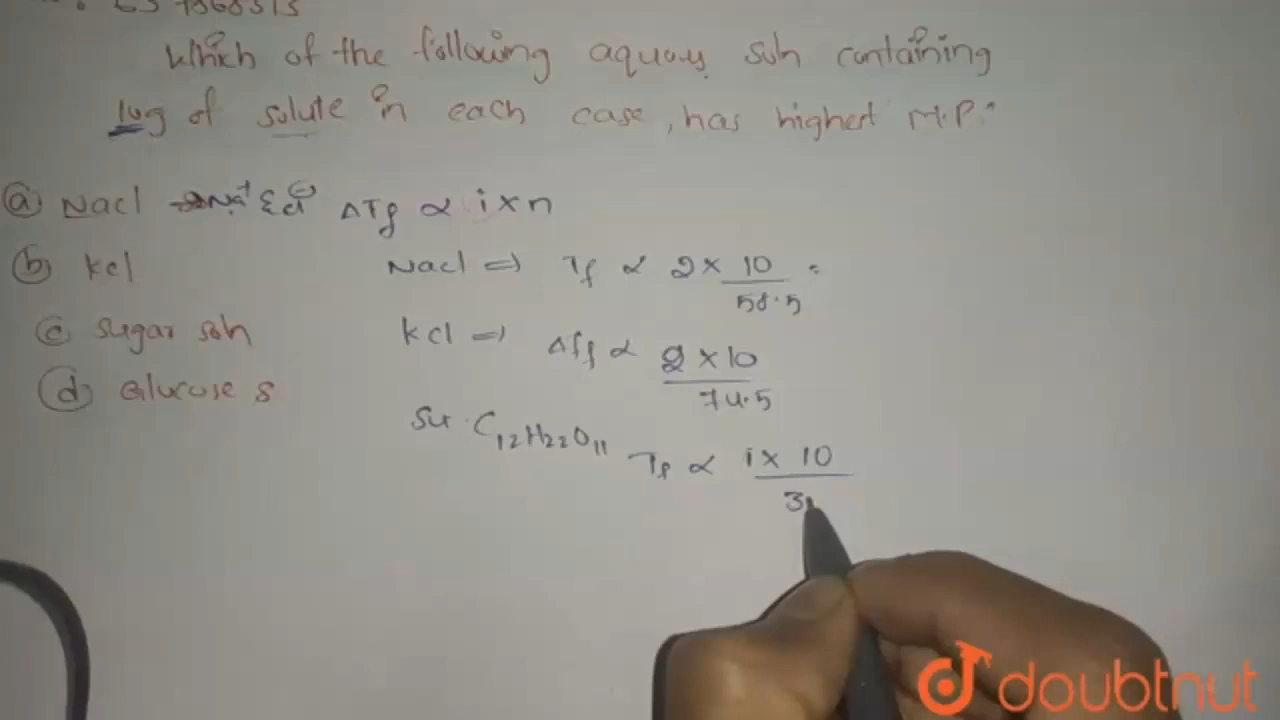 Which of the following aquous soln containing
10g of solute in each case, has highest M.P.
(a) Nacl ΔTf ∝ i x n
(b) kcl
Nacl => Tf ∝ 2 x 10 / 58.5 =
(c) sugar soln
kcl => ΔTf ∝ 2 x 10 / 74.5
(d) Glucose s
Su. C12H22O11 Tf ∝ 1 x 10 / 3
doubtnut